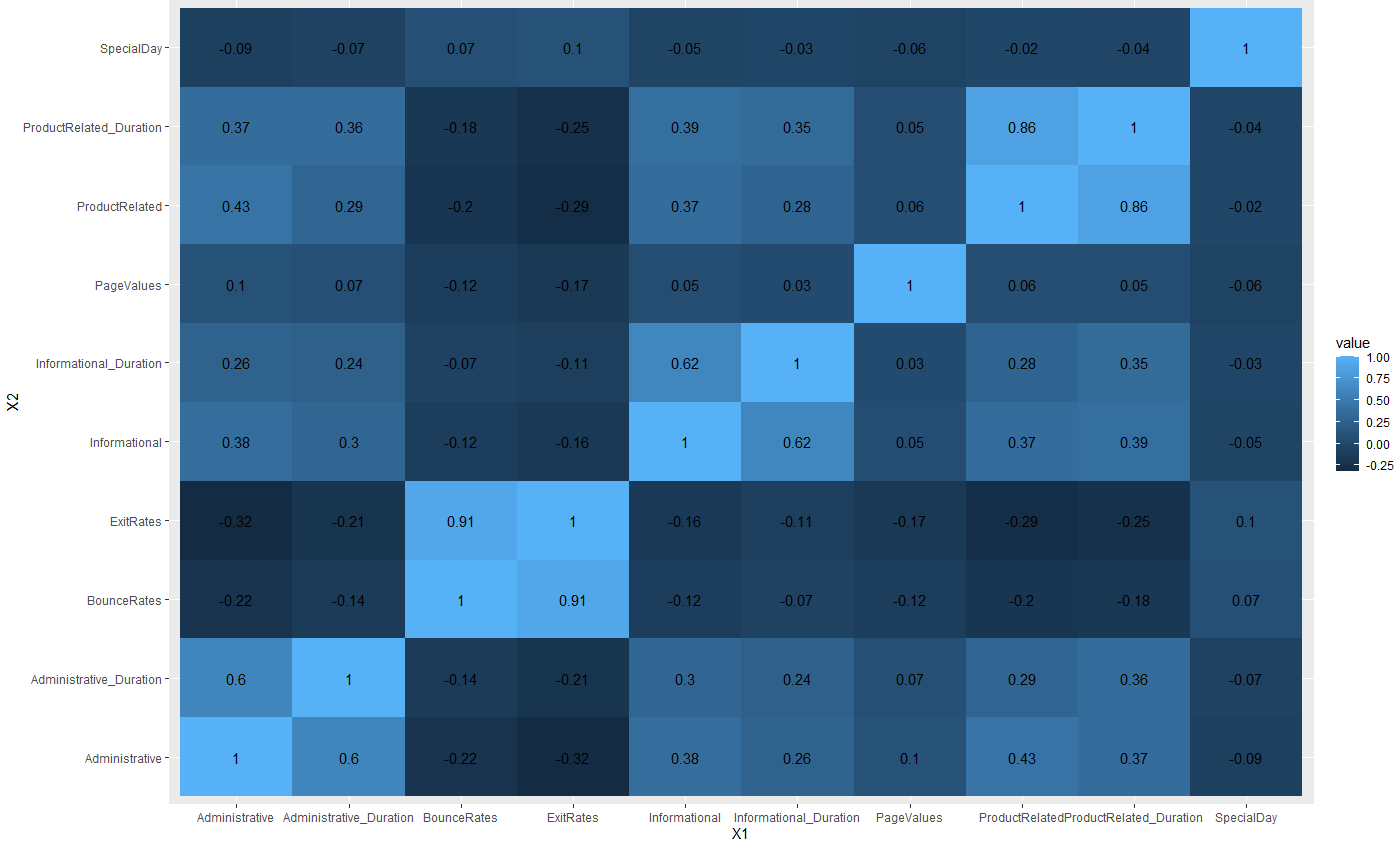 SpecialDay -0.09 -0.07 0.07 0.1 -0.05 -0.03 -0.06 -0.02 -0.04 1
ProductRelated_Duration 0.37 0.36 -0.18 -0.25 0.39 0.35 0.05 0.86 1 -0.04
ProductRelated 0.43 0.29 -0.2 -0.29 0.37 0.28 0.06 1 0.86 -0.02
PageValues 0.1 0.07 -0.12 -0.17 0.05 0.03 1 0.06 0.05 -0.06
Informational_Duration 0.26 0.24 -0.07 -0.11 0.62 1 0.03 0.28 0.35 -0.03
Informational 0.38 0.3 -0.12 -0.16 1 0.62 0.05 0.37 0.39 -0.05
ExitRates -0.32 -0.21 0.91 1 -0.16 -0.11 -0.17 -0.29 -0.25 0.1
BounceRates -0.22 -0.14 1 0.91 -0.12 -0.07 -0.12 -0.2 -0.18 0.07
Administrative_Duration 0.6 1 -0.14 -0.21 0.3 0.24 0.07 0.29 0.36 -0.07
Administrative 1 0.6 -0.22 -0.32 0.38 0.26 0.1 0.43 0.37 -0.09
Administrative Administrative_Duration BounceRates ExitRates Informational Informational_Duration PageValues ProductRelated ProductRelated_Duration SpecialDay
X1
X2
value
1.00
0.75
0.50
0.25
0.00
-0.25